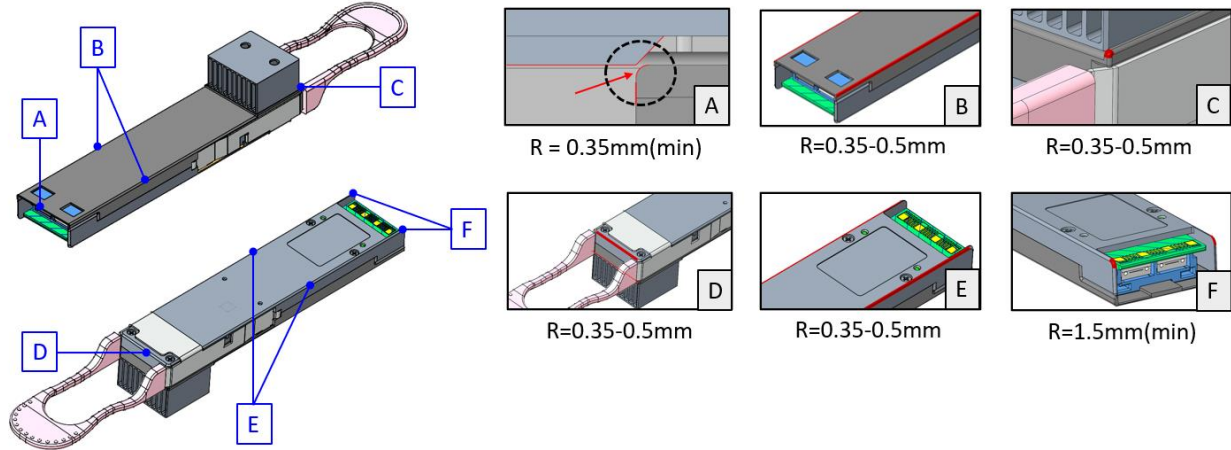 B
A
C
F
D
E
A
R = 0.35mm(min)
B
R=0.35-0.5mm
C
R=0.35-0.5mm
D
R=0.35-0.5mm
E
R=0.35-0.5mm
F
R=1.5mm(min)